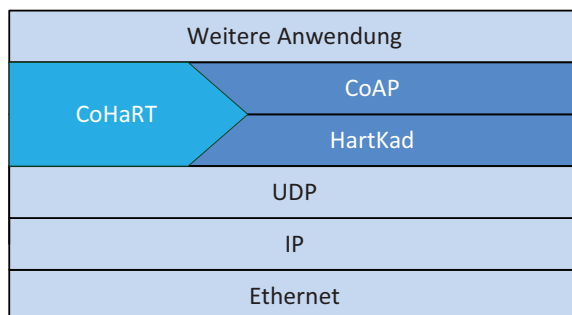 Weitere Anwendung
CoHaRT
CoAP
HartKad
UDP
IP
Ethernet